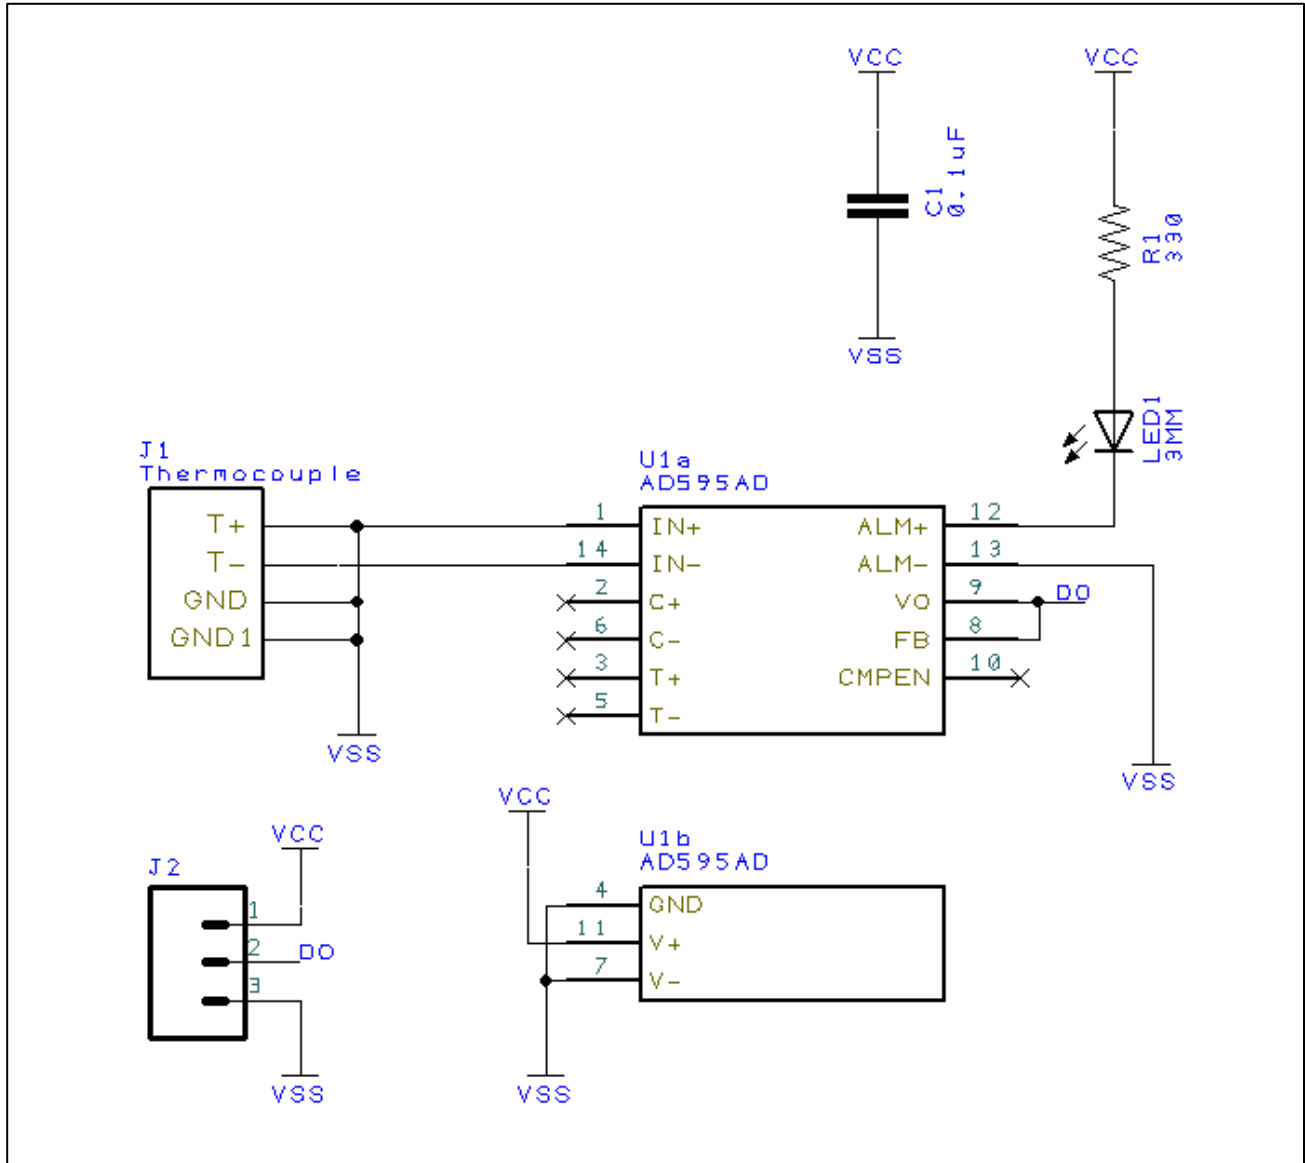 VCC
VCC
C1
0.1uF
R1
330
VSS
LED1
3MM
J1
Thermocouple
U1a
AD595AD
T+
1
IN+
ALM+
12
T-
14
IN-
ALM-
13
GND
2
C+
VO
9
DO
GND1
6
C-
FB
8
3
T+
CMPEN
10
5
T-
VSS
VSS
VCC
VCC
U1b
AD595AD
J2
4
GND
1
11
V+
2
DO
7
V-
3
VSS
VSS